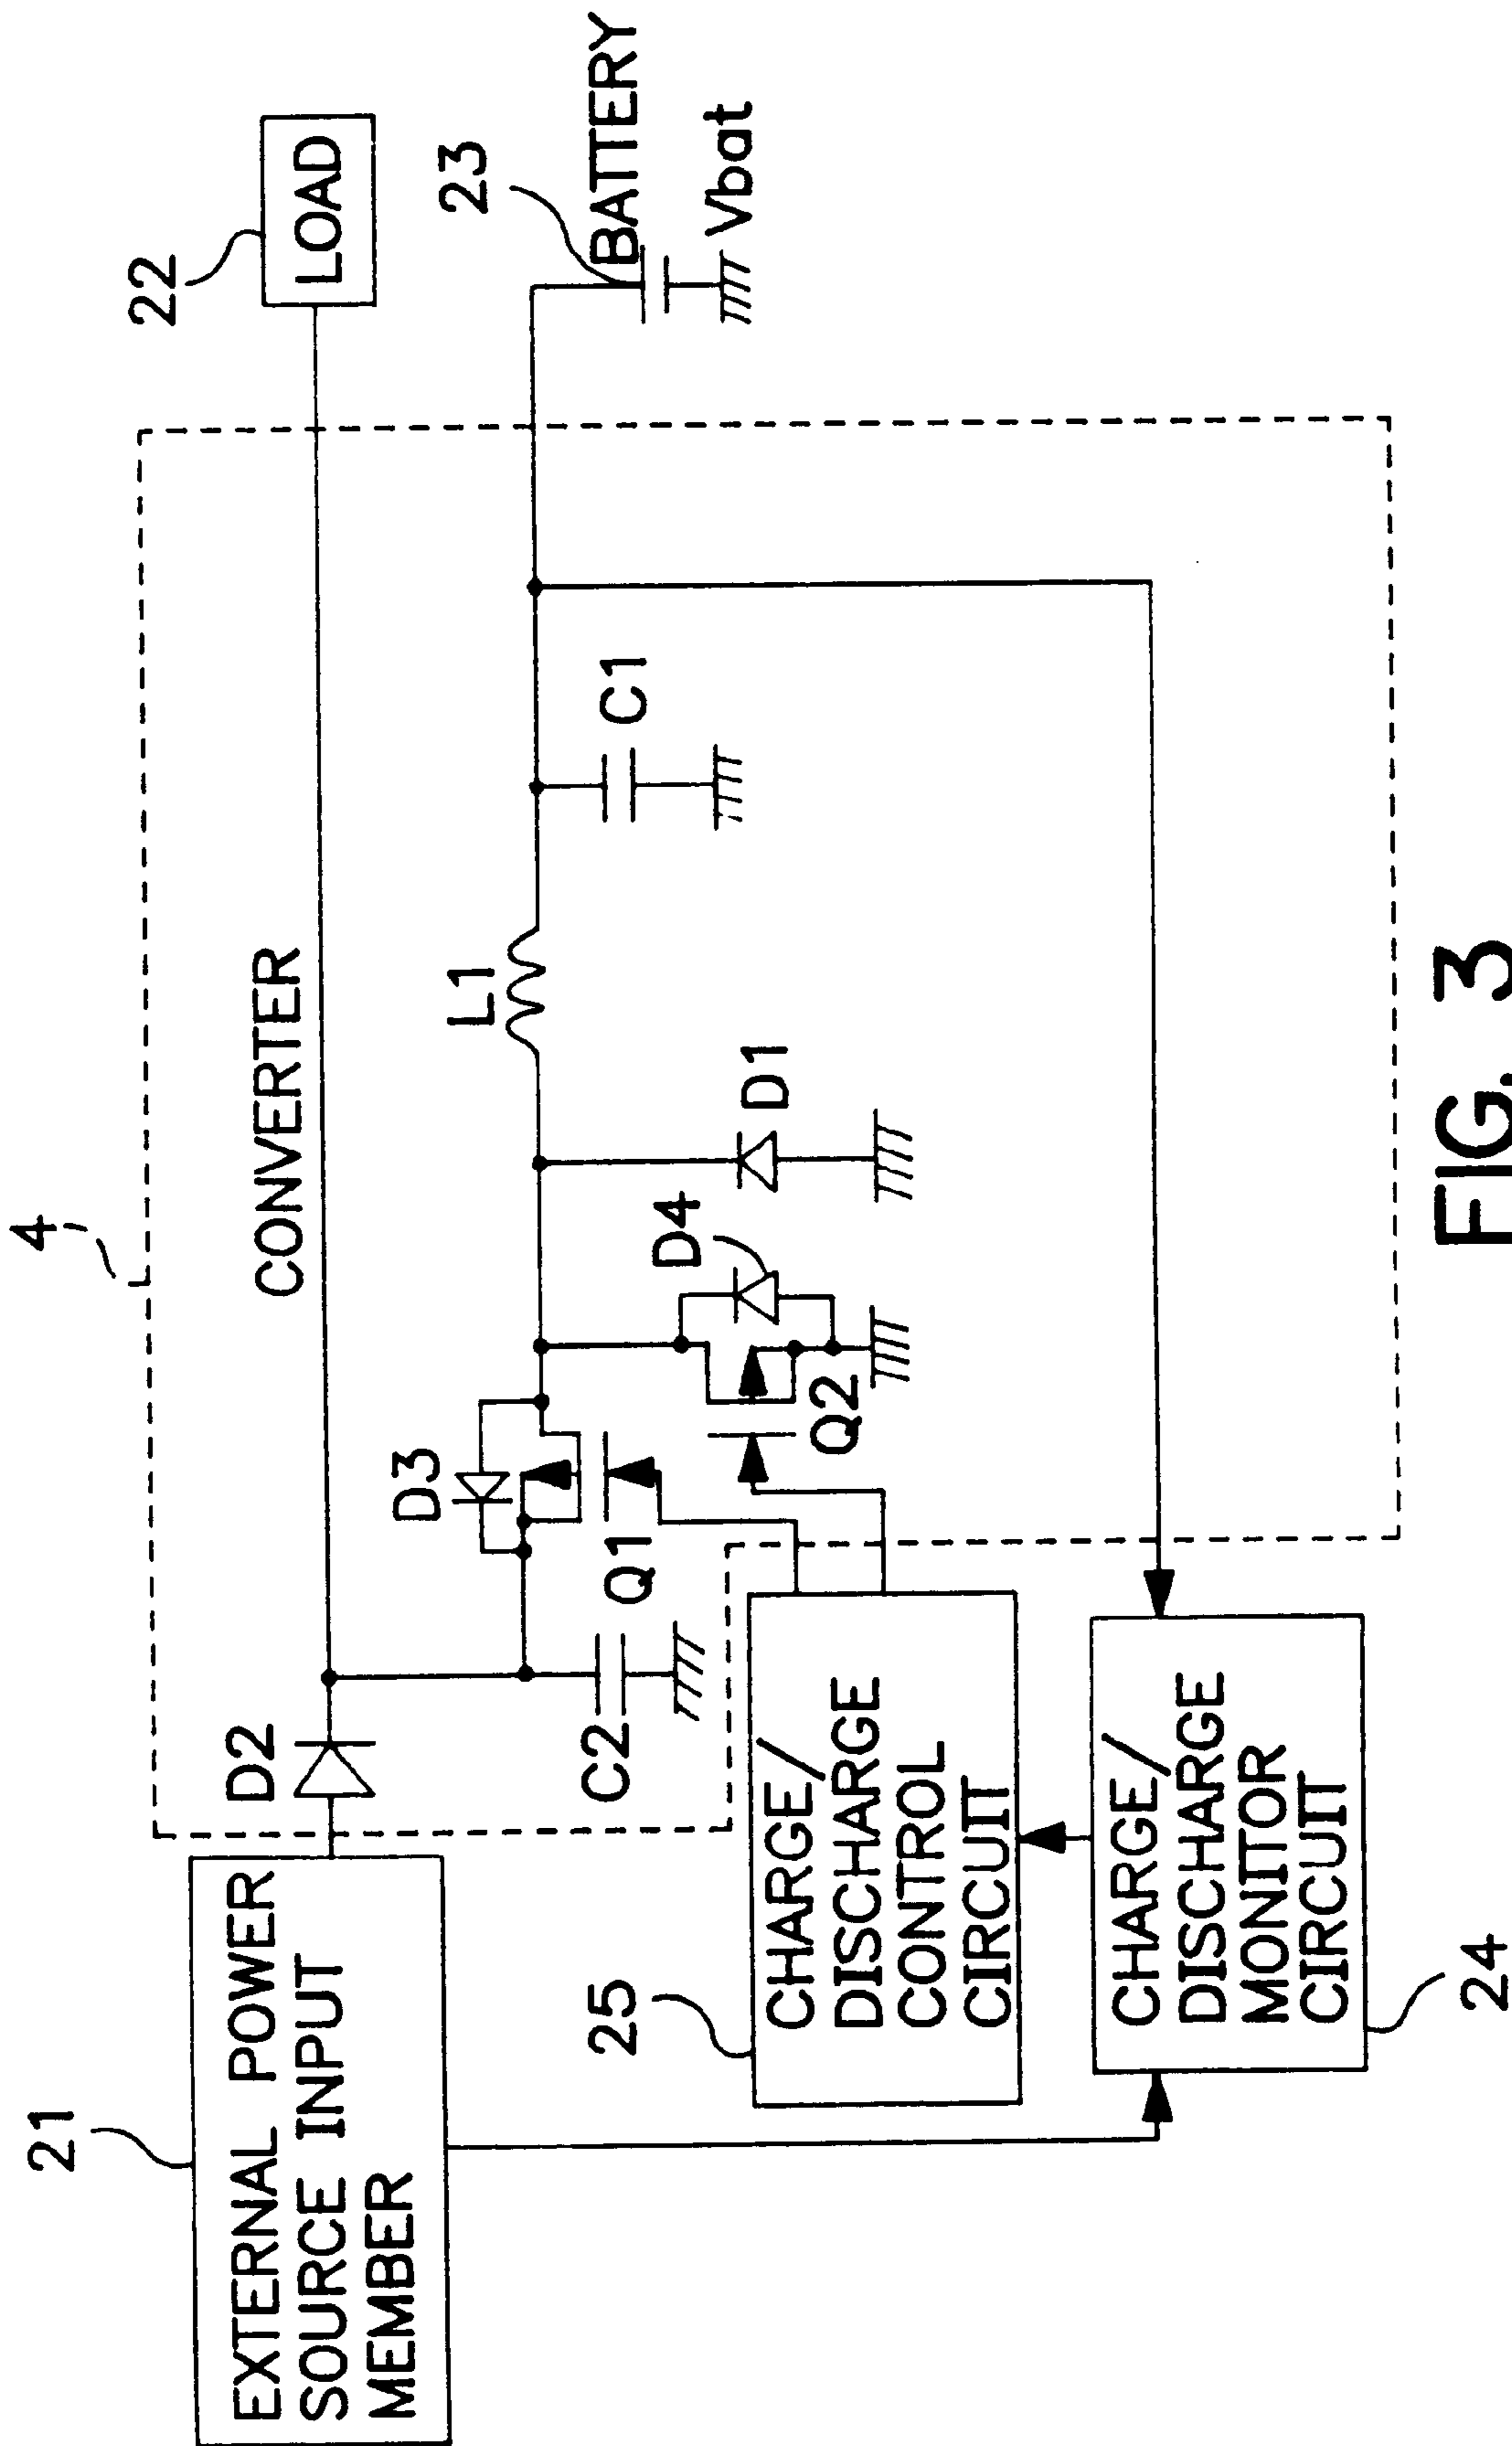 4
CONVERTER
21
EXTERNAL POWER
SOURCE INPUT
MEMBER
D2
22
LOAD
D3
L1
23
BATTERY
Vbat
C2
Q1
D4
D1
C1
Q2
25
CHARGE/
DISCHARGE
CONTROL
CIRCUIT
CHARGE/
DISCHARGE
MONITOR
CIRCUIT
24
FIG. 3